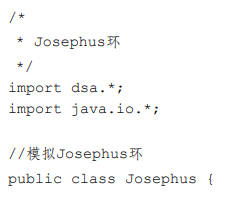 /*
 * Josephus环
 */
import dsa.*;
import java.io.*;

//模拟Josephus环
public class Josephus {